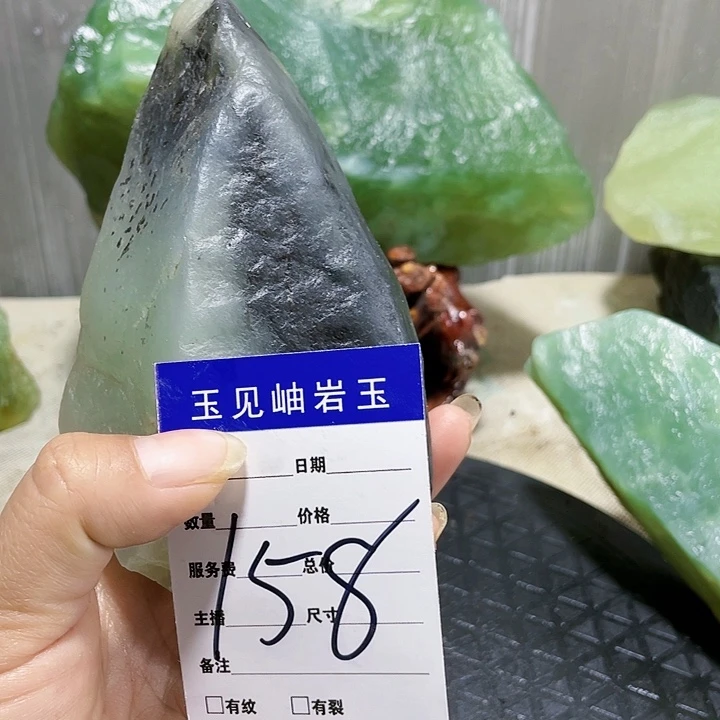 玉见岫岩玉
日期
数量 价格
服务费 总价
主播 尺寸
备注
158
□有纹 □有裂